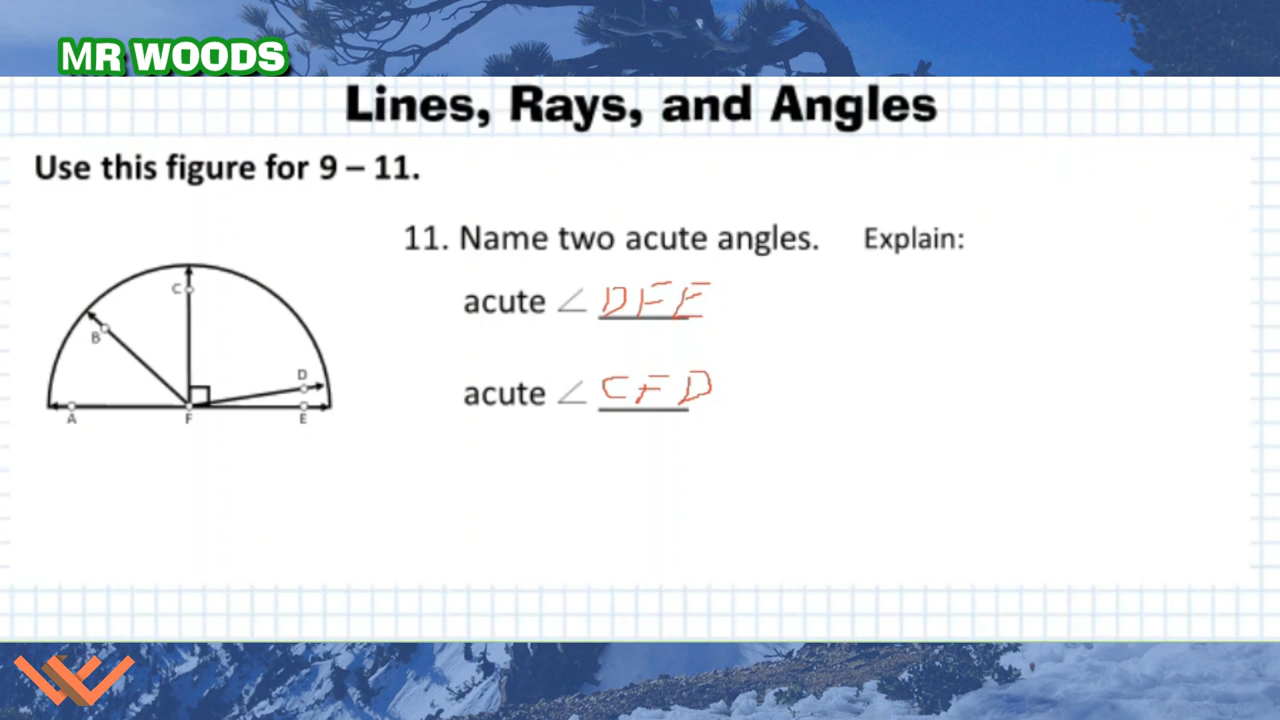 MR WOODS
Lines, Rays, and Angles
Use this figure for 9 – 11.
11. Name two acute angles. Explain:
acute ∠ DFE
acute ∠ CFD
C
B
D
A
F
E